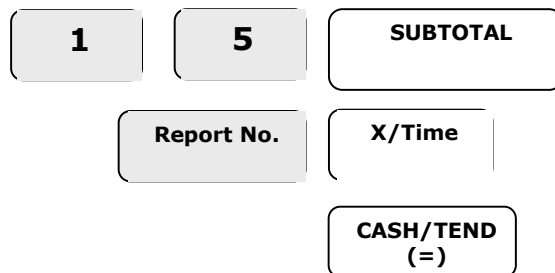 1 5 SUBTOTAL
Report No. X/Time
CASH/TEND
(=)